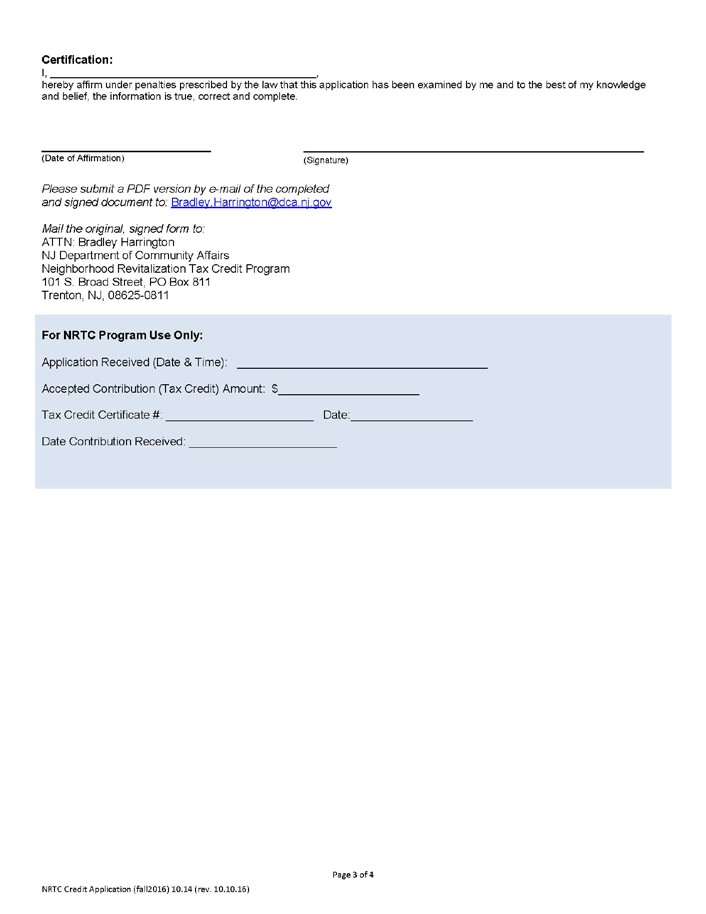 Certification:
I, ____________________________________________,
hereby affirm under penalties prescribed by the law that this application has been examined by me and to the best of my knowledge
and belief, the information is true, correct and complete.
(Date of Affirmation) (Signature)
Please submit a PDF version by e-mail of the completed
and signed document to: Bradley.Harrington@dca.nj.gov
Mail the original, signed form to:
ATTN: Bradley Harrington
NJ Department of Community Affairs
Neighborhood Revitalization Tax Credit Program
101 S. Broad Street, PO Box 811
Trenton, NJ, 08625-0811
For NRTC Program Use Only:
Application Received (Date & Time): ________________________________________
Accepted Contribution (Tax Credit) Amount: $______________________
Tax Credit Certificate #: _______________________ Date:___________________
Date Contribution Received: _______________________
Page 3 of 4
NRTC Credit Application (fall2016) 10.14 (rev. 10.10.16)